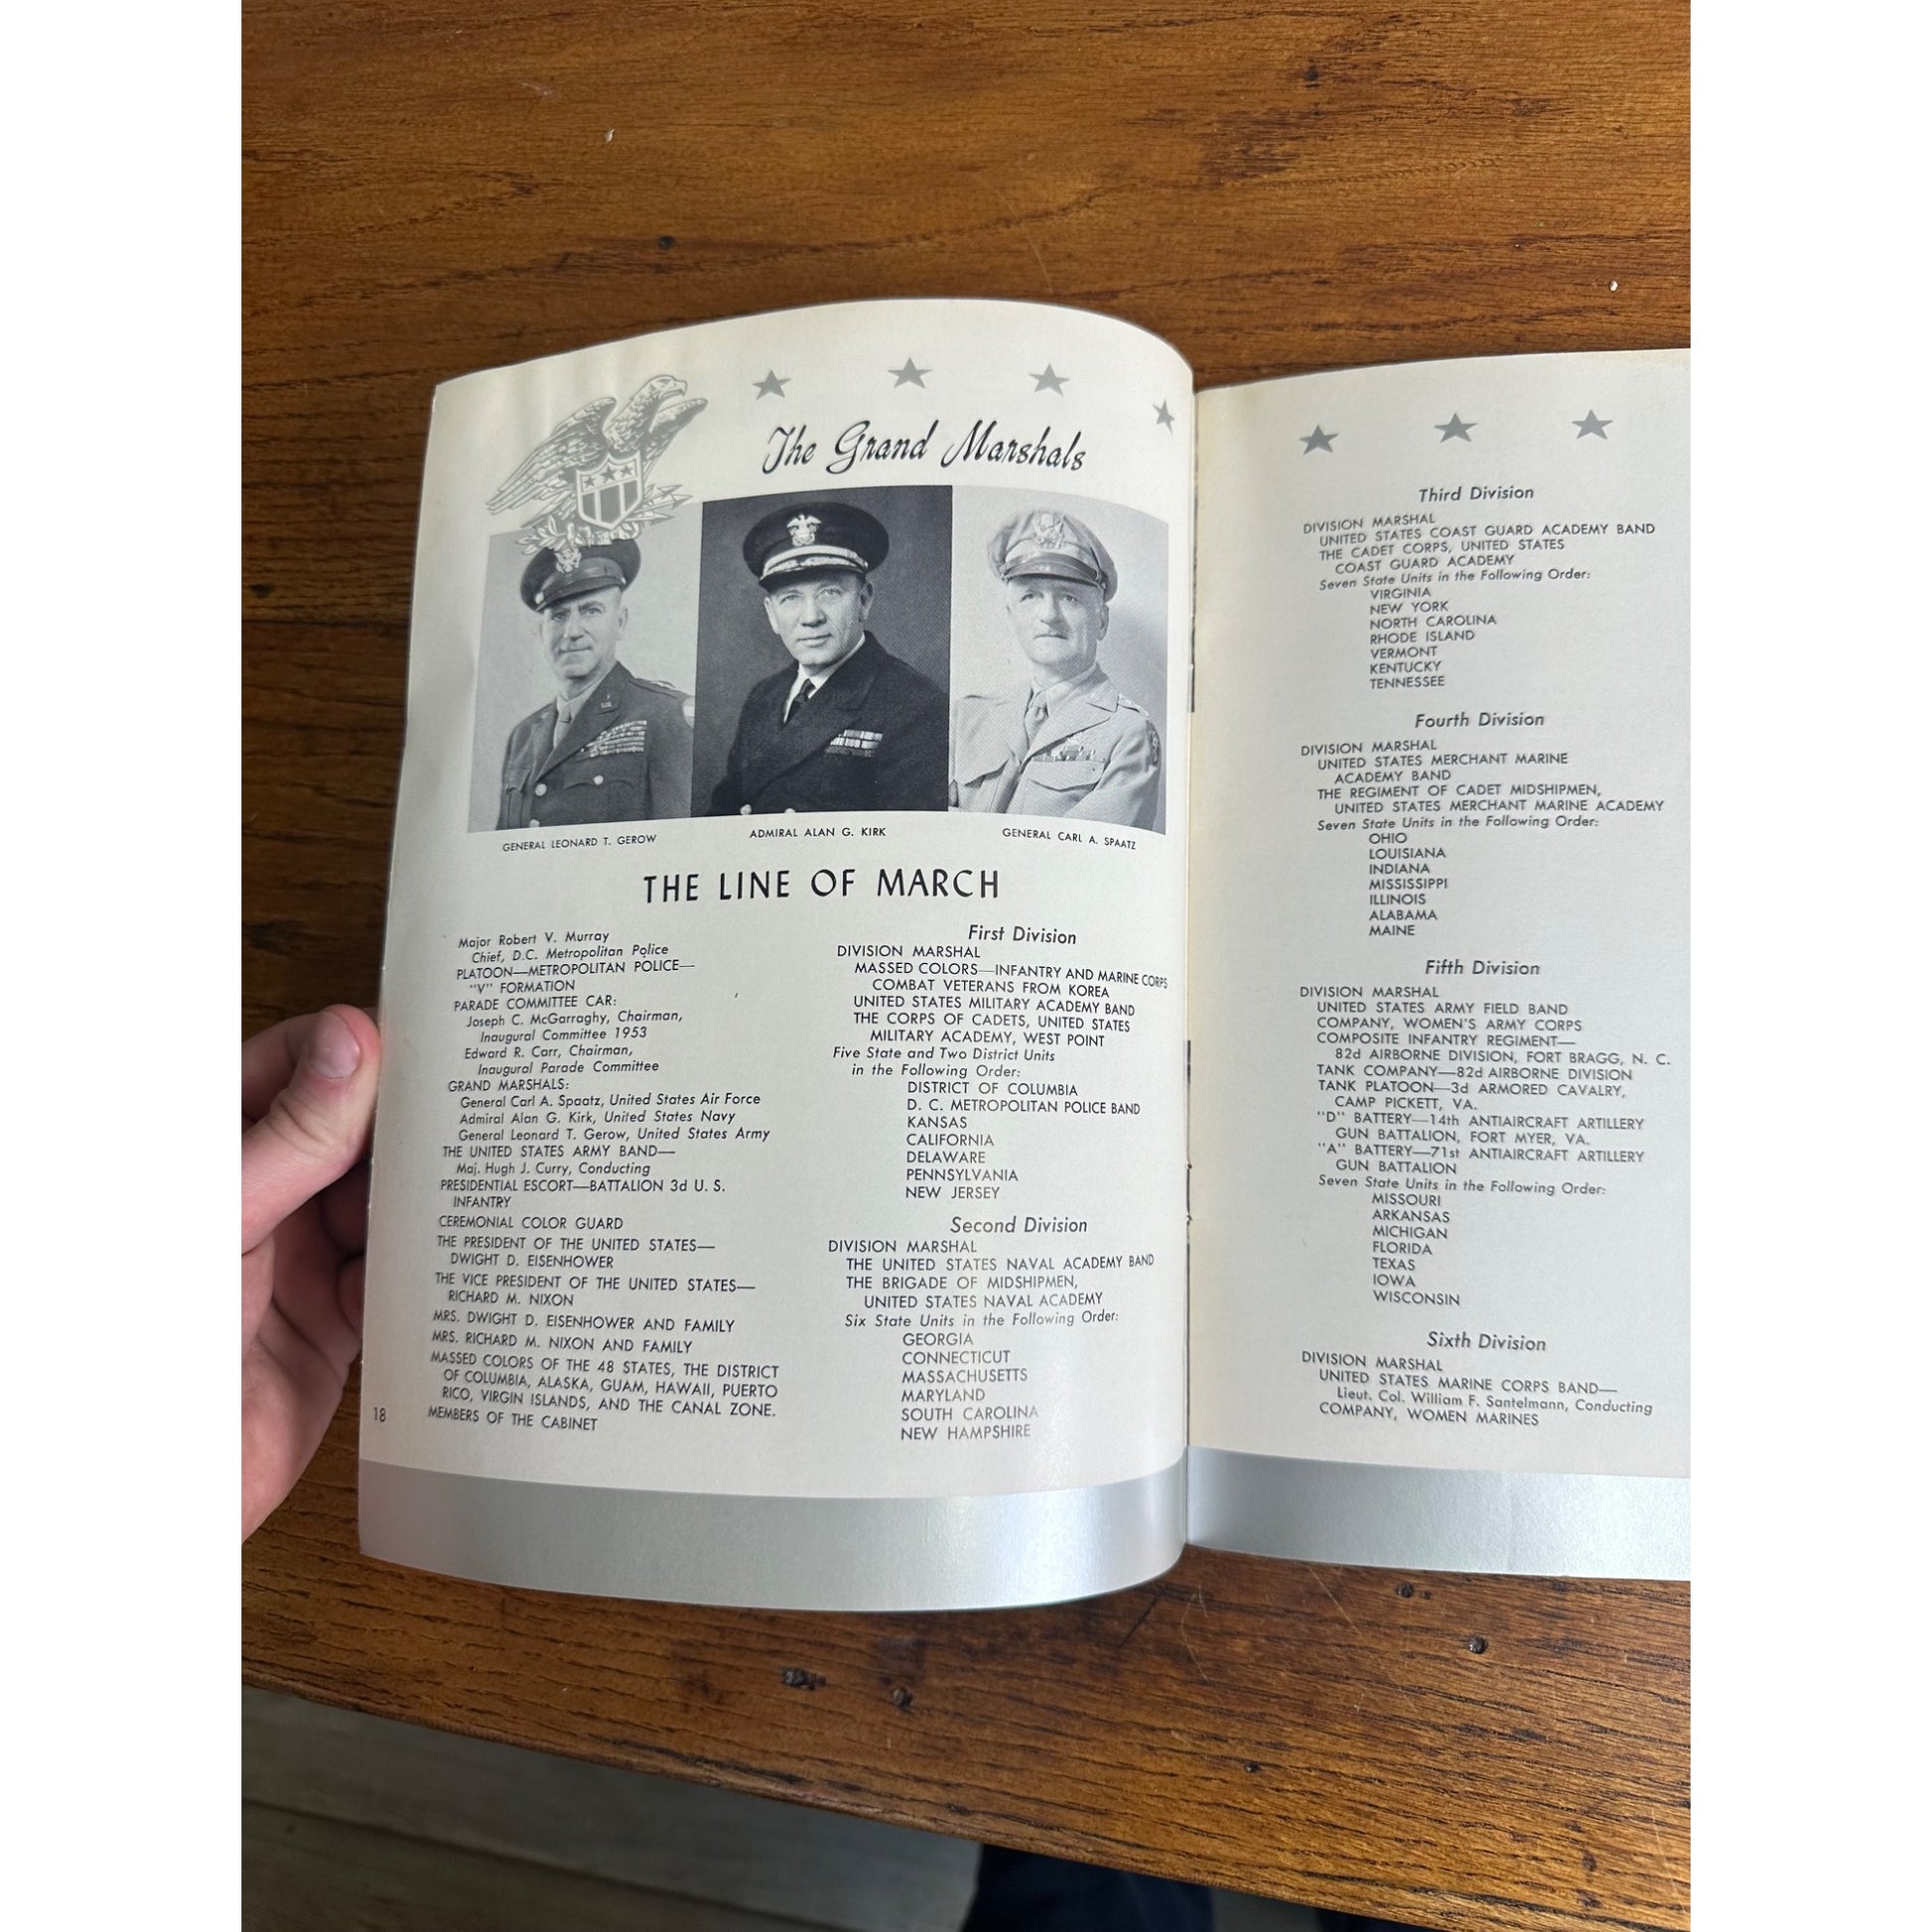 The Grand Marshals
GENERAL LEONARD T. GEROW
ADMIRAL ALAN G. KIRK
GENERAL CARL A. SPAATZ
THE LINE OF MARCH
Major Robert V. Murray
Chief, D.C. Metropolitan Police
PLATOON—METROPOLITAN POLICE—
"V" FORMATION
PARADE COMMITTEE CAR:
Joseph C. McGarraghy, Chairman,
Inaugural Committee 1953
Edward R. Carr, Chairman,
Inaugural Parade Committee
GRAND MARSHALS:
General Carl A. Spaatz, United States Air Force
Admiral Alan G. Kirk, United States Navy
General Leonard T. Gerow, United States Army
THE UNITED STATES ARMY BAND—
Maj. Hugh J. Curry, Conducting
PRESIDENTIAL ESCORT—BATTALION 3d U. S.
INFANTRY
CEREMONIAL COLOR GUARD
THE PRESIDENT OF THE UNITED STATES—
DWIGHT D. EISENHOWER
THE VICE PRESIDENT OF THE UNITED STATES—
RICHARD M. NIXON
MRS. DWIGHT D. EISENHOWER AND FAMILY
MRS. RICHARD M. NIXON AND FAMILY
MASSED COLORS OF THE 48 STATES, THE DISTRICT
OF COLUMBIA, ALASKA, GUAM, HAWAII, PUERTO
RICO, VIRGIN ISLANDS, AND THE CANAL ZONE.
MEMBERS OF THE CABINET
18
First Division
DIVISION MARSHAL
MASSED COLORS—INFANTRY AND MARINE CORPS
COMBAT VETERANS FROM KOREA
UNITED STATES MILITARY ACADEMY BAND
THE CORPS OF CADETS, UNITED STATES
MILITARY ACADEMY, WEST POINT
Five State and Two District Units
in the Following Order:
DISTRICT OF COLUMBIA
D. C. METROPOLITAN POLICE BAND
KANSAS
CALIFORNIA
DELAWARE
PENNSYLVANIA
NEW JERSEY
Second Division
DIVISION MARSHAL
THE UNITED STATES NAVAL ACADEMY BAND
THE BRIGADE OF MIDSHIPMEN,
UNITED STATES NAVAL ACADEMY
Six State Units in the Following Order:
GEORGIA
CONNECTICUT
MASSACHUSETTS
MARYLAND
SOUTH CAROLINA
NEW HAMPSHIRE
Third Division
DIVISION MARSHAL
UNITED STATES COAST GUARD ACADEMY BAND
THE CADET CORPS, UNITED STATES
COAST GUARD ACADEMY
Seven State Units in the Following Order:
VIRGINIA
NEW YORK
NORTH CAROLINA
RHODE ISLAND
VERMONT
KENTUCKY
TENNESSEE
Fourth Division
DIVISION MARSHAL
UNITED STATES MERCHANT MARINE
ACADEMY BAND
THE REGIMENT OF CADET MIDSHIPMEN,
UNITED STATES MERCHANT MARINE ACADEMY
Seven State Units in the Following Order:
OHIO
LOUISIANA
INDIANA
MISSISSIPPI
ILLINOIS
ALABAMA
MAINE
Fifth Division
DIVISION MARSHAL
UNITED STATES ARMY FIELD BAND
COMPANY, WOMEN'S ARMY CORPS
COMPOSITE INFANTRY REGIMENT—
82d AIRBORNE DIVISION, FORT BRAGG, N. C.
TANK COMPANY—82d AIRBORNE DIVISION
TANK PLATOON—3d ARMORED CAVALRY,
CAMP PICKETT, VA.
"D" BATTERY—14th ANTIAIRCRAFT ARTILLERY
GUN BATTALION, FORT MYER, VA.
"A" BATTERY—71st ANTIAIRCRAFT ARTILLERY
GUN BATTALION
Seven State Units in the Following Order:
MISSOURI
ARKANSAS
MICHIGAN
FLORIDA
TEXAS
IOWA
WISCONSIN
Sixth Division
DIVISION MARSHAL
UNITED STATES MARINE CORPS BAND—
Lieut. Col. William F. Santelmann, Conducting
COMPANY, WOMEN MARINES